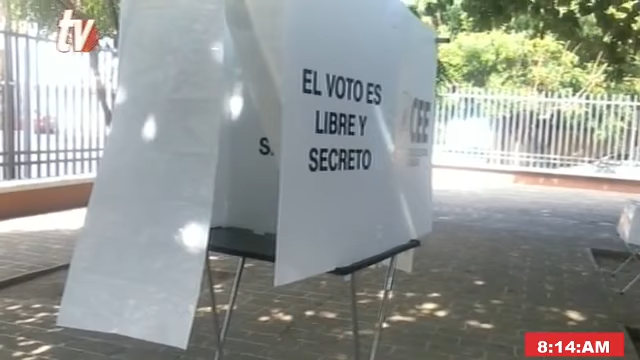 tv
EL VOTO ES
LIBRE Y
SECRETO
S.
CEE
8:14:AM